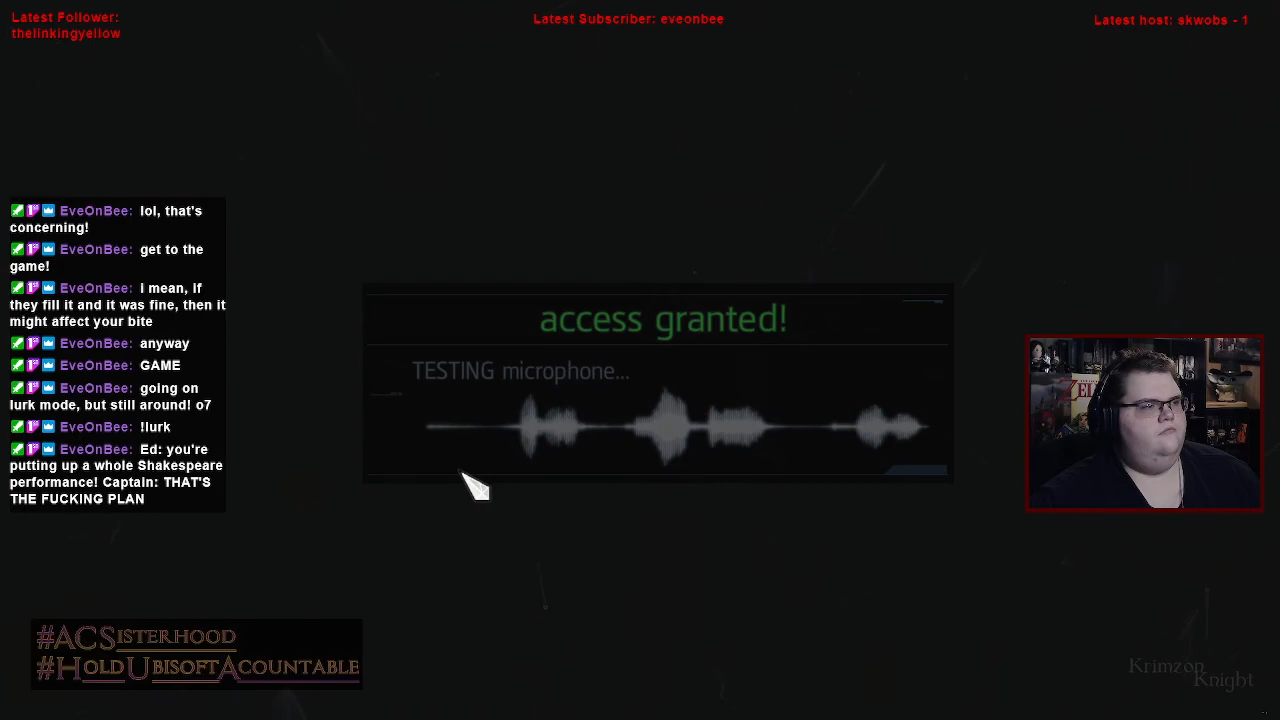 Latest Follower:
thelinkingyellow
Latest Subscriber: eveonbee
Latest host: skwobs - 1
EveOnBee: lol, that's
concerning!
EveOnBee: get to the
game!
EveOnBee: i mean, If
they fill it and it was fine, then it
might affect your bite
EveOnBee: anyway
EveOnBee: GAME
EveOnBee: going on
lurk mode, but still around! o7
EveOnBee: !lurk
EveOnBee: Ed: you're
putting up a whole Shakespeare
performance! Captain: THAT'S
THE FUCKING PLAN
access granted!
TESTING microphone...
ZELDA
#ACSisterhood
#HoldUbisoftAcountable
Krimzon
Knight